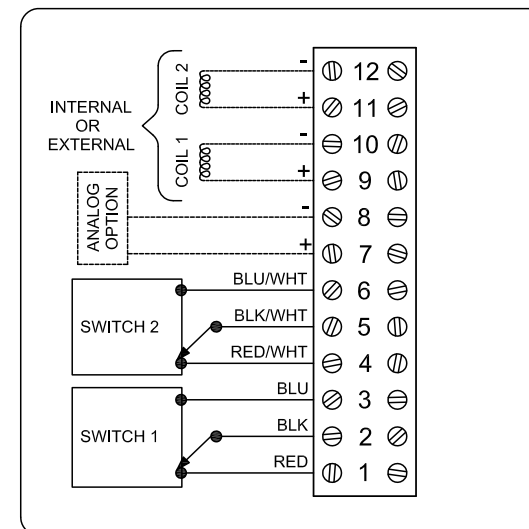 COIL 2
- 12
+ 11
INTERNAL
OR
EXTERNAL
COIL 1
- 10
+ 9
ANALOG
OPTION
- 8
+ 7
BLU/WHT 6
SWITCH 2
BLK/WHT 5
RED/WHT 4
BLU 3
SWITCH 1
BLK 2
RED 1